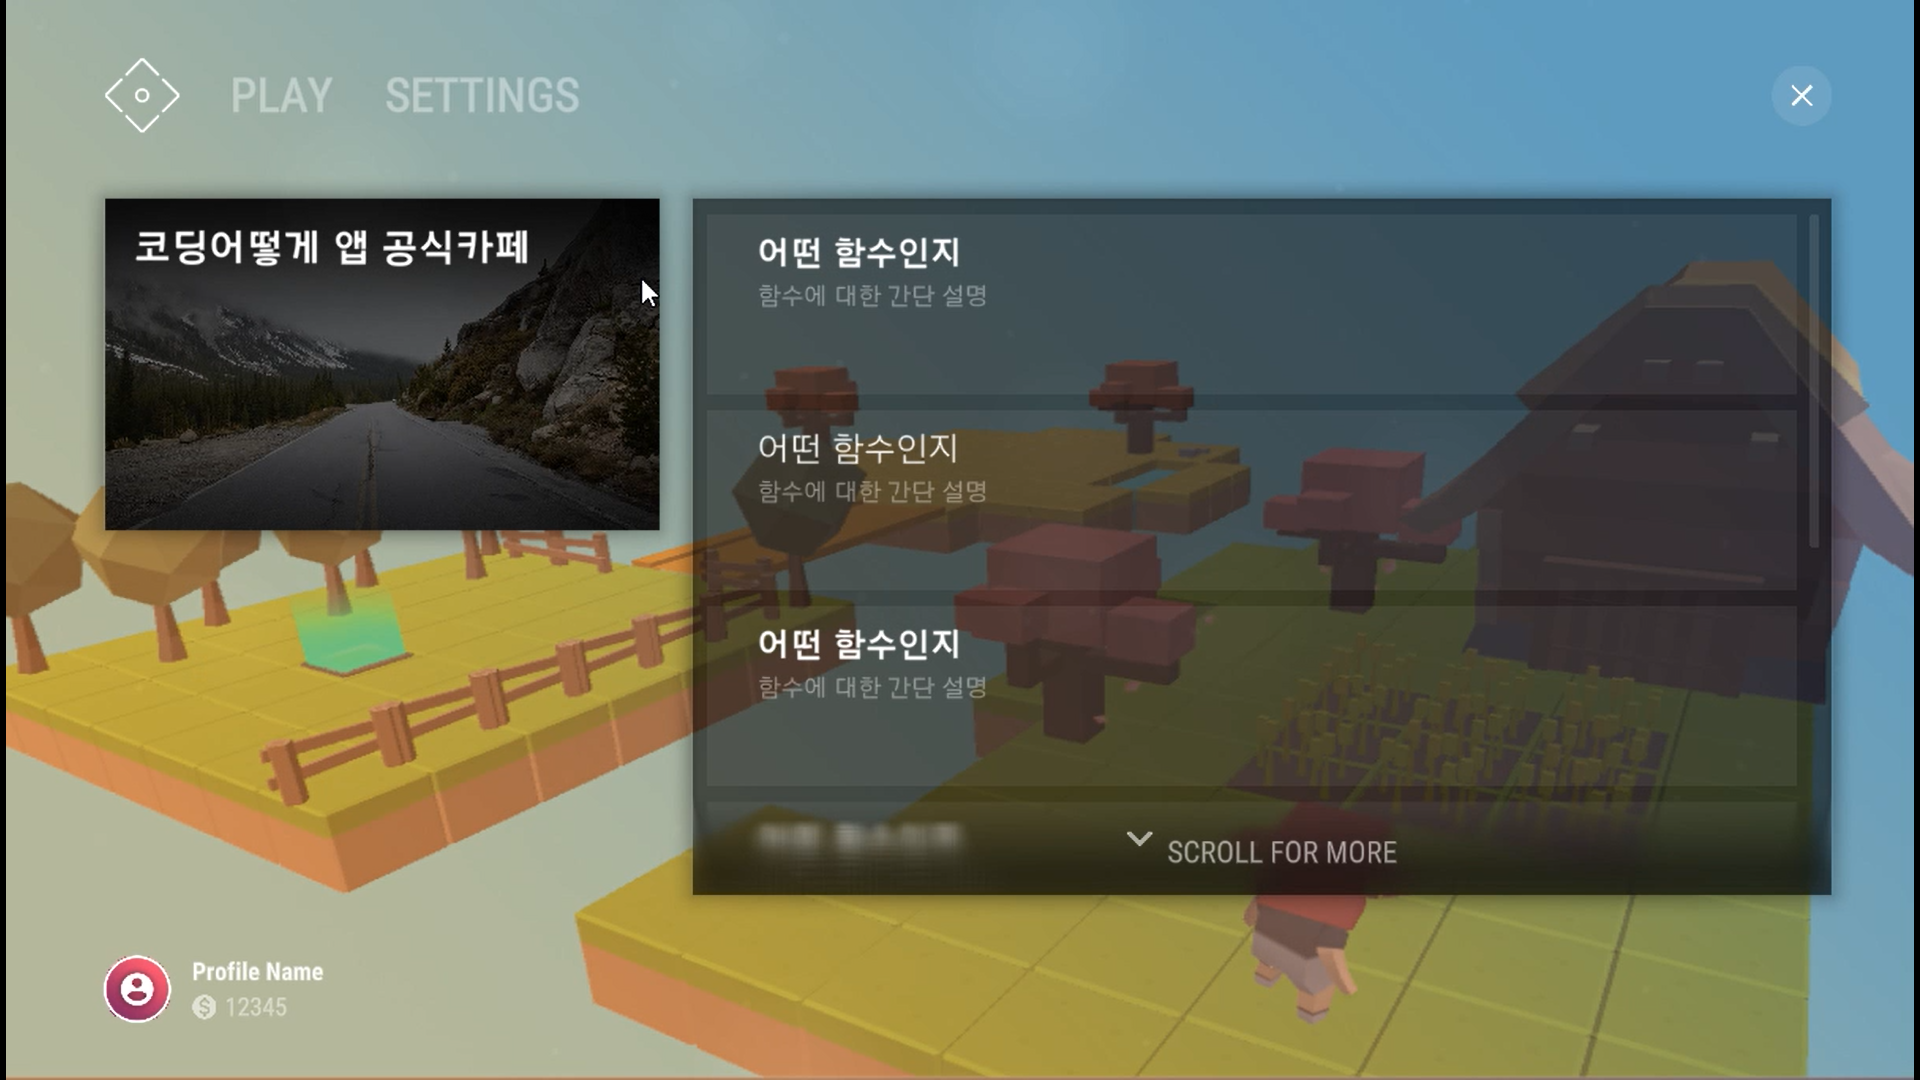 PLAY SETTINGS
코딩어떻게 앱 공식카페
어떤 함수인지
함수에 대한 간단 설명
어떤 함수인지
함수에 대한 간단 설명
어떤 함수인지
함수에 대한 간단 설명
SCROLL FOR MORE
Profile Name
12345